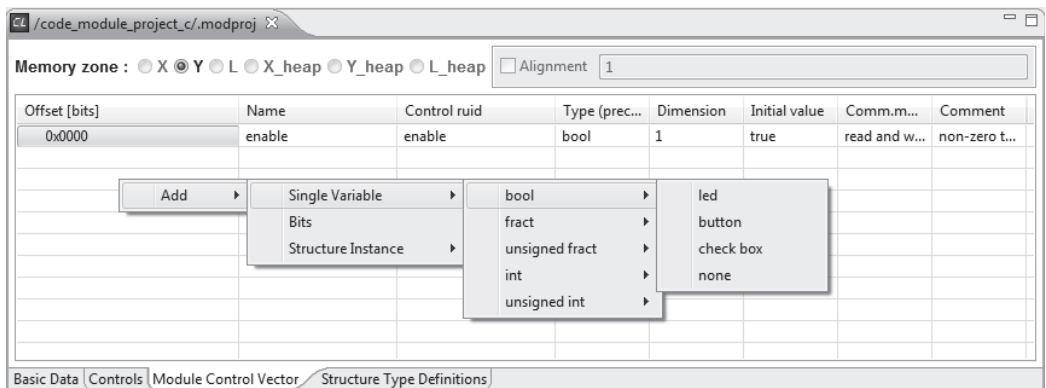 CL /code_module_project_c/.modproj
Memory zone : X Y L X_heap Y_heap L_heap Alignment 1
Offset [bits] Name Control ruid Type (prec... Dimension Initial value Comm.m... Comment
0x0000 enable enable bool 1 true read and w... non-zero t...
Add Single Variable bool led
Bits fract button
Structure Instance unsigned fract check box
int none
unsigned int
Basic Data Controls Module Control Vector Structure Type Definitions